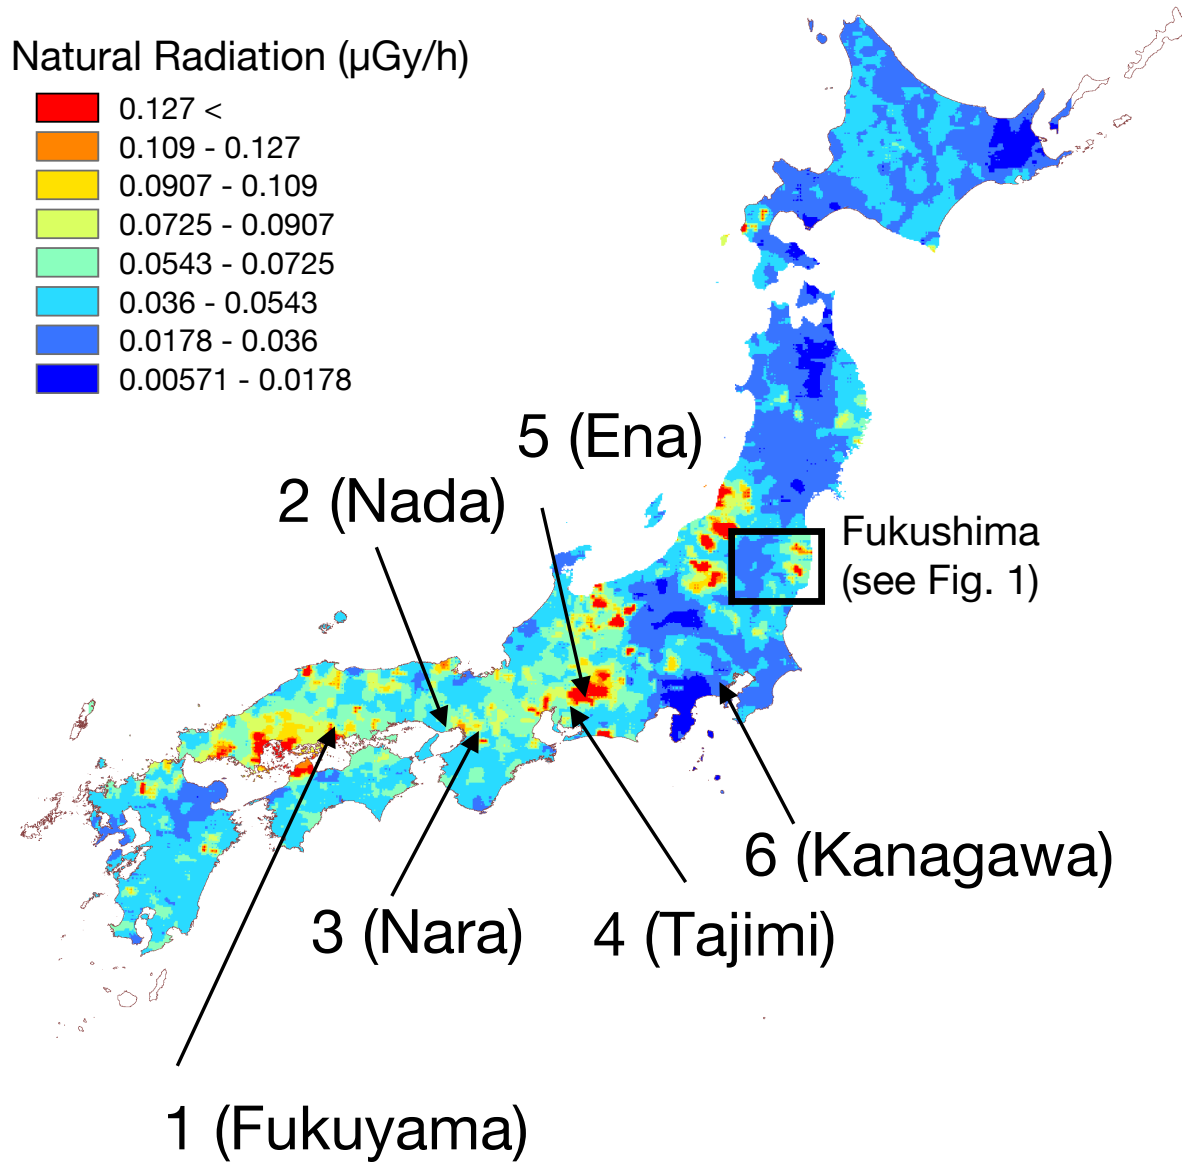 Natural Radiation (µGy/h)
0.127 <
0.109 - 0.127
0.0907 - 0.109
0.0725 - 0.0907
0.0543 - 0.0725
0.036 - 0.0543
0.0178 - 0.036
0.00571 - 0.0178
5 (Ena)
2 (Nada)
Fukushima
(see Fig. 1)
6 (Kanagawa)
3 (Nara)
4 (Tajimi)
1 (Fukuyama)